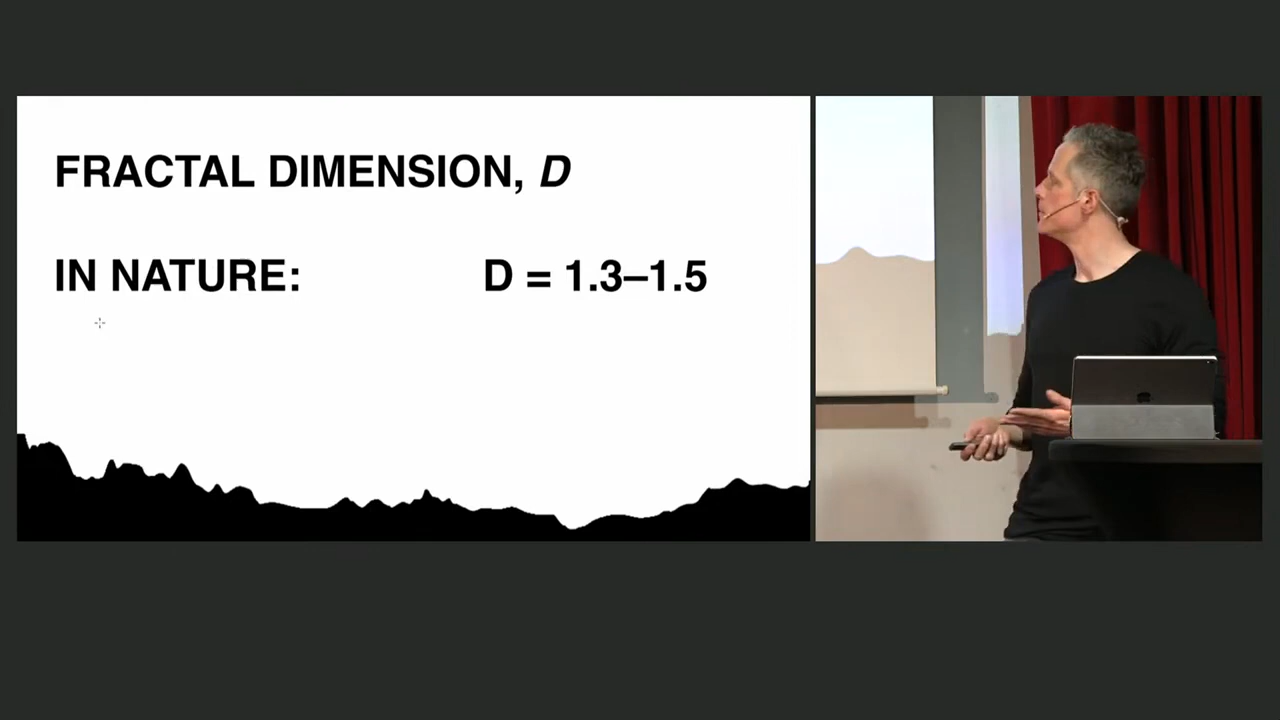 FRACTAL DIMENSION, D
IN NATURE: D = 1.3–1.5